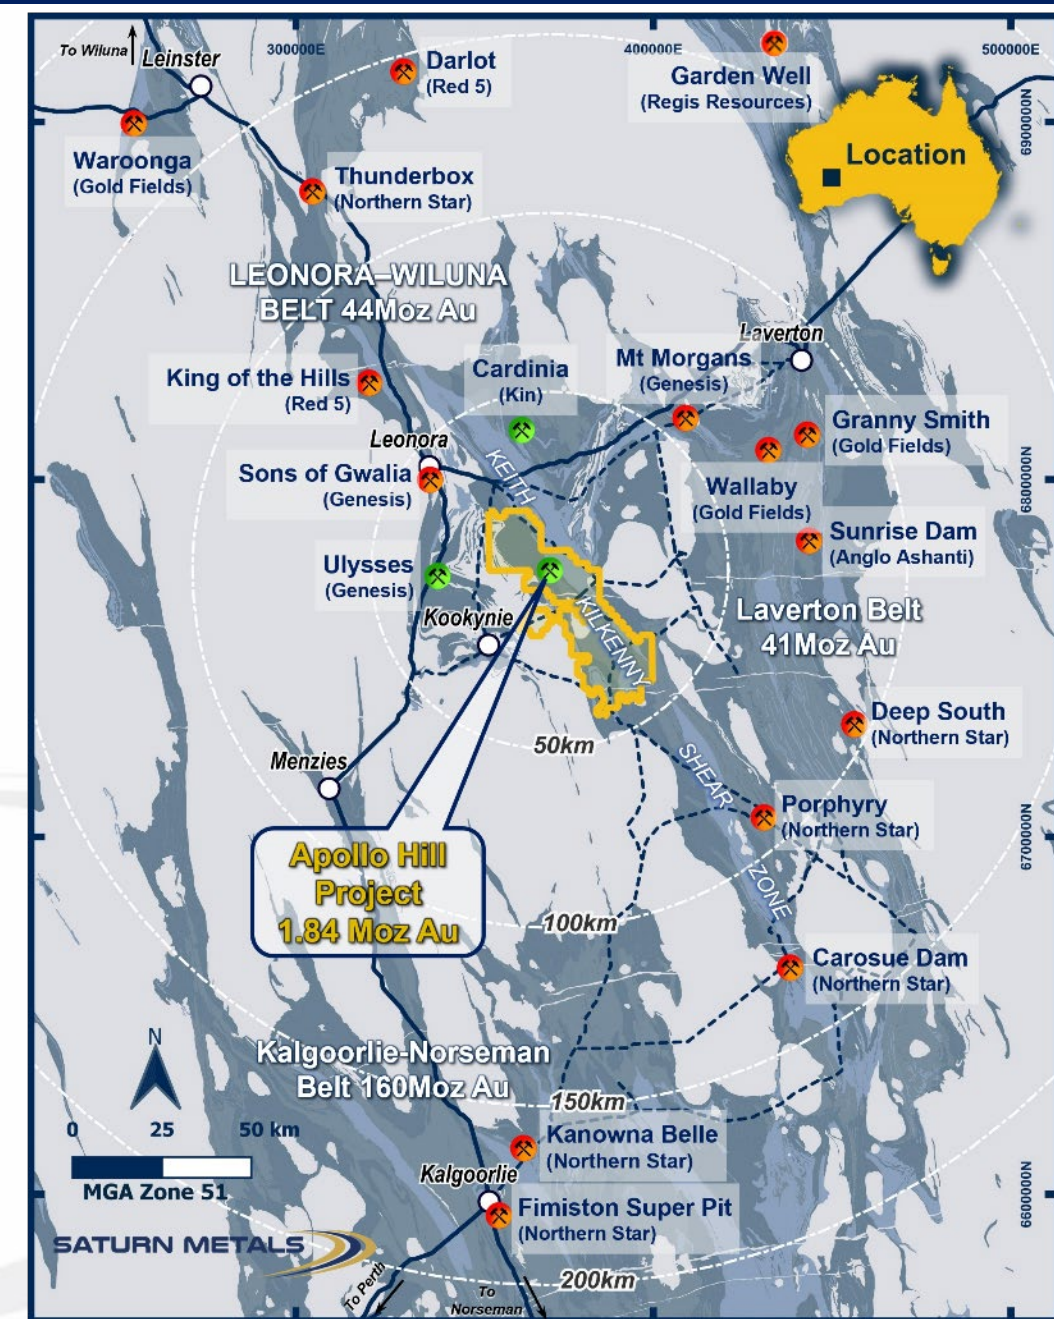 To Wiluna
Leinster
300000E
400000E
500000E
Darlot
(Red 5)
Garden Well
(Regis Resources)
6900000N
Location
Waroonga
(Gold Fields)
Thunderbox
(Northern Star)
LEONORA–WILUNA
BELT 44Moz Au
Laverton
Mt Morgans
(Genesis)
King of the Hills
(Red 5)
Cardinia
(Kin)
Granny Smith
(Gold Fields)
Leonora
Sons of Gwalia
(Genesis)
KEITH
Wallaby
(Gold Fields)
6800000N
Sunrise Dam
(Anglo Ashanti)
Ulysses
(Genesis)
Kookynie
KILKENNY
Laverton Belt
41Moz Au
Deep South
(Northern Star)
50km
Menzies
SHEAR
Porphyry
(Northern Star)
6700000N
Apollo Hill
Project
1.84 Moz Au
ZONE
100km
Carosue Dam
(Northern Star)
N
Kalgoorlie-Norseman
Belt 160Moz Au
150km
0 25 50 km
MGA Zone 51
Kanowna Belle
(Northern Star)
Kalgoorlie
Fimiston Super Pit
(Northern Star)
6600000N
SATURN METALS
To Perth
To
Norseman
200km